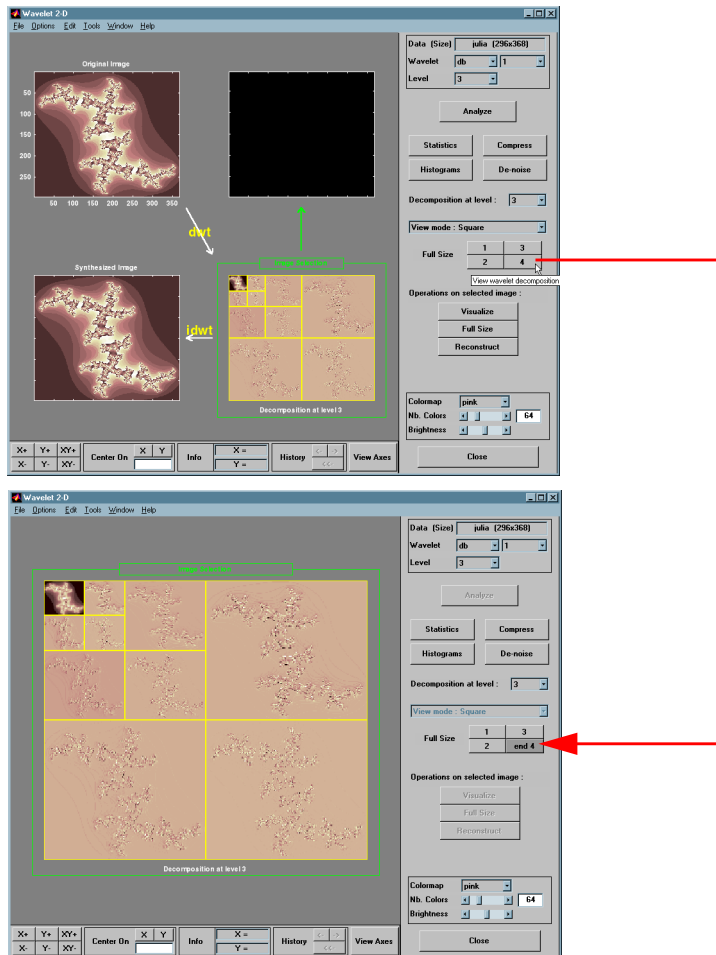 Wavelet 2-D
File Options Edit Tools Window Help
Original Image
50
100
150
200
250
50 100 150 200 250 300 350
dwt
Synthesized Image
idwt
Image Selection
Decomposition at level 3
Data (Size) julia (296x368)
Wavelet db 1
Level 3
Analyze
Statistics Compress
Histograms De-noise
Decomposition at level : 3
View mode : Square
Full Size 1 3
2 4
View wavelet decomposition
Operations on selected image :
Visualize
Full Size
Reconstruct
Colormap pink
Nb. Colors 64
Brightness
Close
X+ Y+ XY+
X- Y- XY-
Center On X Y
Info X =
Y =
History <- ->
<<-
View Axes
Wavelet 2-D
File Options Edit Tools Window Help
Image Selection
Decomposition at level 3
Data (Size) julia (296x368)
Wavelet db 1
Level 3
Analyze
Statistics Compress
Histograms De-noise
Decomposition at level : 3
View mode : Square
Full Size 1 3
2 end 4
Operations on selected image :
Visualize
Full Size
Reconstruct
Colormap pink
Nb. Colors 64
Brightness
Close
X+ Y+ XY+
X- Y- XY-
Center On X Y
Info X =
Y =
History <- ->
<<-
View Axes